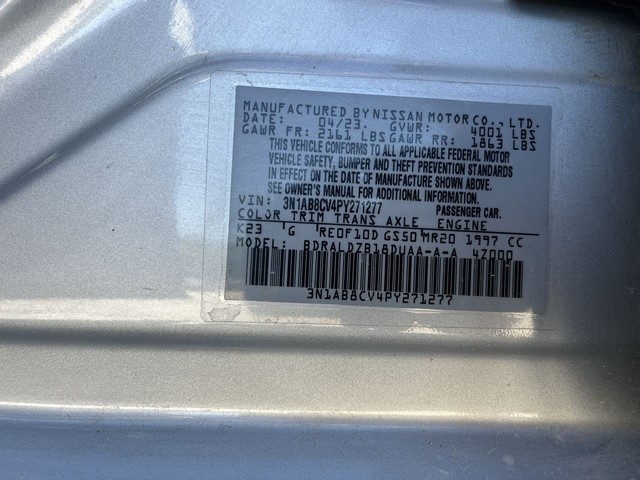 MANUFACTURED BY NISSAN MOTOR CO., LTD.
DATE: 04/23. GVWR: 4001 LBS
GAWR FR: 2161 LBS GAWR RR: 1863 LBS
THIS VEHICLE CONFORMS TO ALL APPLICABLE FEDERAL MOTOR
VEHICLE SAFETY, BUMPER AND THEFT PREVENTION STANDARDS
IN EFFECT ON THE DATE OF MANUFACTURE SHOWN ABOVE.
SEE OWNER'S MANUAL FOR ADDITIONAL INFORMATION.
VIN: 3N1AB8CV4PY271277 PASSENGER CAR.
COLOR TRIM TRANS AXLE ENGINE
K23 G RE0F10D GS50 MR20 1997 CC
MODEL: BDRALDZB18DUAA-A-A 4Z000
3N1AB8CV4PY271277